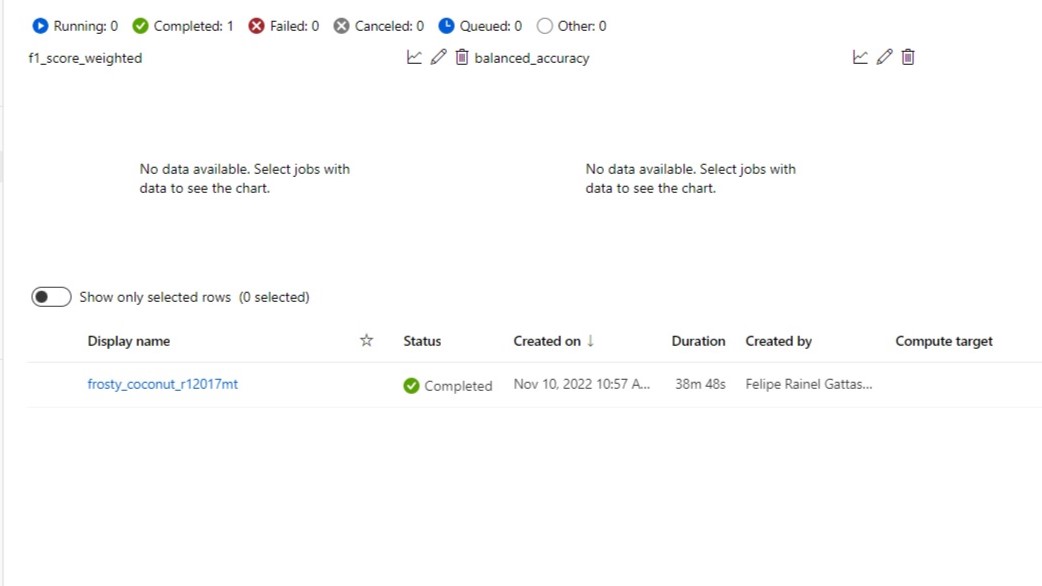 Running: 0 Completed: 1 Failed: 0 Canceled: 0 Queued: 0 Other: 0
f1_score_weighted
balanced_accuracy
No data available. Select jobs with
data to see the chart.
No data available. Select jobs with
data to see the chart.
Show only selected rows (0 selected)
Display name Status Created on ↓ Duration Created by Compute target
frosty_coconut_r12017mt Completed Nov 10, 2022 10:57 A... 38m 48s Felipe Rainel Gattas...